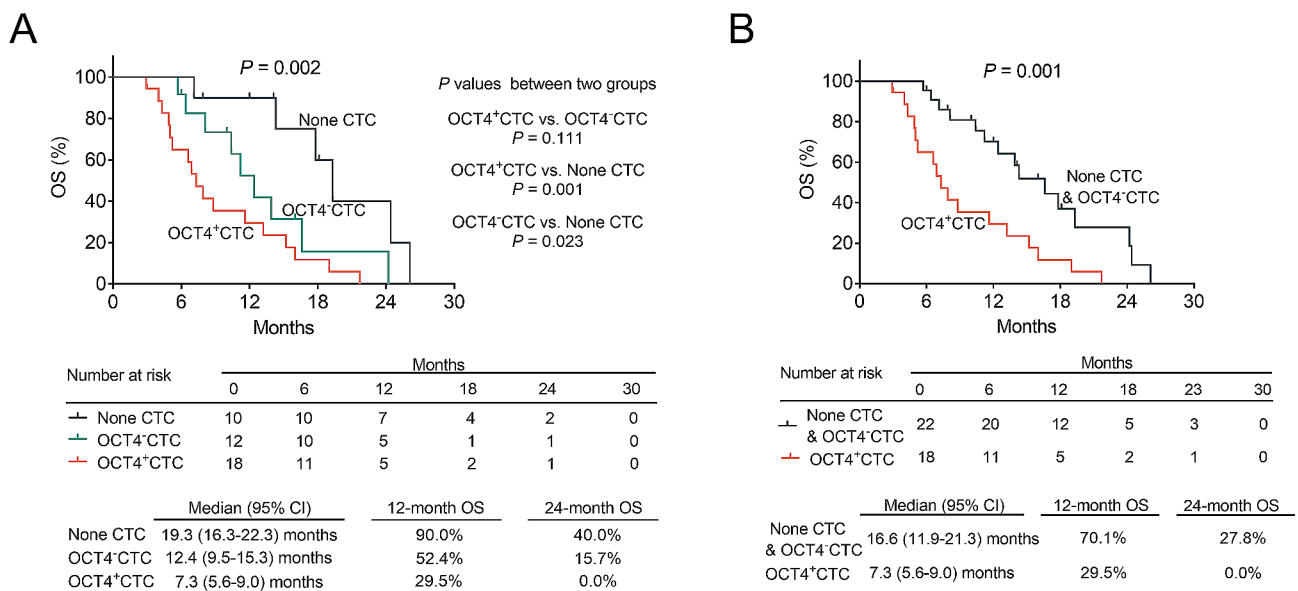 A
P = 0.002
OS (%)
100
80
60
40
20
0
None CTC
OCT4⁻CTC
OCT4⁺CTC
0 6 12 18 24 30
Months
P values between two groups
OCT4⁺CTC vs. OCT4⁻CTC
P = 0.111
OCT4⁺CTC vs. None CTC
P = 0.001
OCT4⁻CTC vs. None CTC
P = 0.023
Number at risk
Months
0 6 12 18 24 30
None CTC 10 10 7 4 2 0
OCT4⁻CTC 12 10 5 1 1 0
OCT4⁺CTC 18 11 5 2 1 0
Median (95% CI) 12-month OS 24-month OS
None CTC 19.3 (16.3-22.3) months 90.0% 40.0%
OCT4⁻CTC 12.4 (9.5-15.3) months 52.4% 15.7%
OCT4⁺CTC 7.3 (5.6-9.0) months 29.5% 0.0%
B
P = 0.001
OS (%)
100
80
60
40
20
0
None CTC
& OCT4⁻CTC
OCT4⁺CTC
0 6 12 18 24 30
Months
Number at risk
Months
0 6 12 18 23 30
None CTC
& OCT4⁻CTC 22 20 12 5 3 0
OCT4⁺CTC 18 11 5 2 1 0
Median (95% CI) 12-month OS 24-month OS
None CTC
& OCT4⁻CTC 16.6 (11.9-21.3) months 70.1% 27.8%
OCT4⁺CTC 7.3 (5.6-9.0) months 29.5% 0.0%